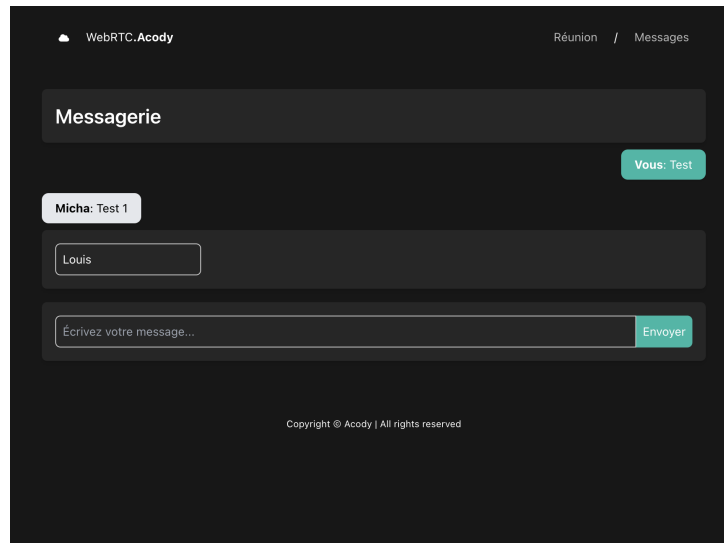 WebRTC.Acody
Réunion / Messages
Messagerie
Vous: Test
Micha: Test 1
Louis
Écrivez votre message...
Envoyer
Copyright © Acody | All rights reserved